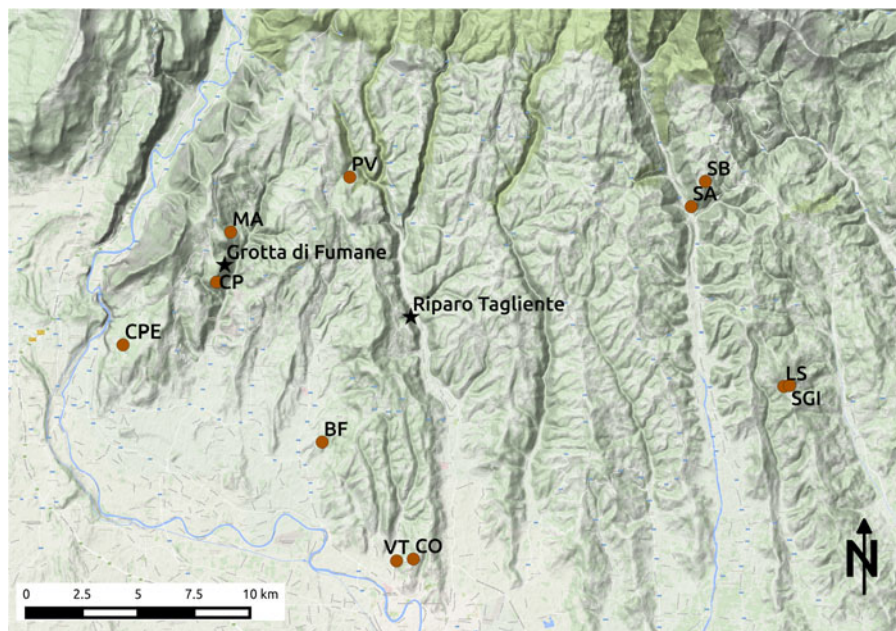 PV
SB
SA
MA
Grotta di Fumane
CP
Riparo Tagliente
CPE
LS
SGI
BF
VT CO
N
0 2.5 5 7.5 10 km